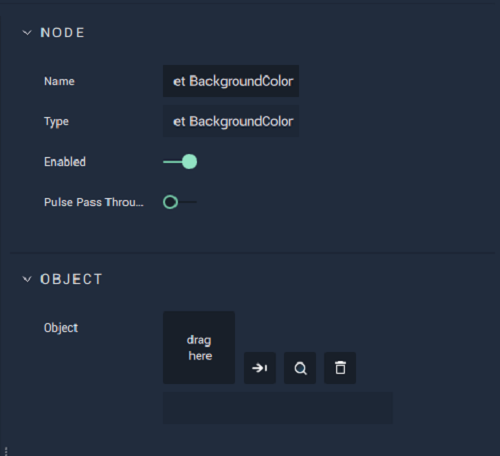 NODE
Name
et BackgroundColor
Type
et BackgroundColor
Enabled
Pulse Pass Throu...
OBJECT
Object
drag
here